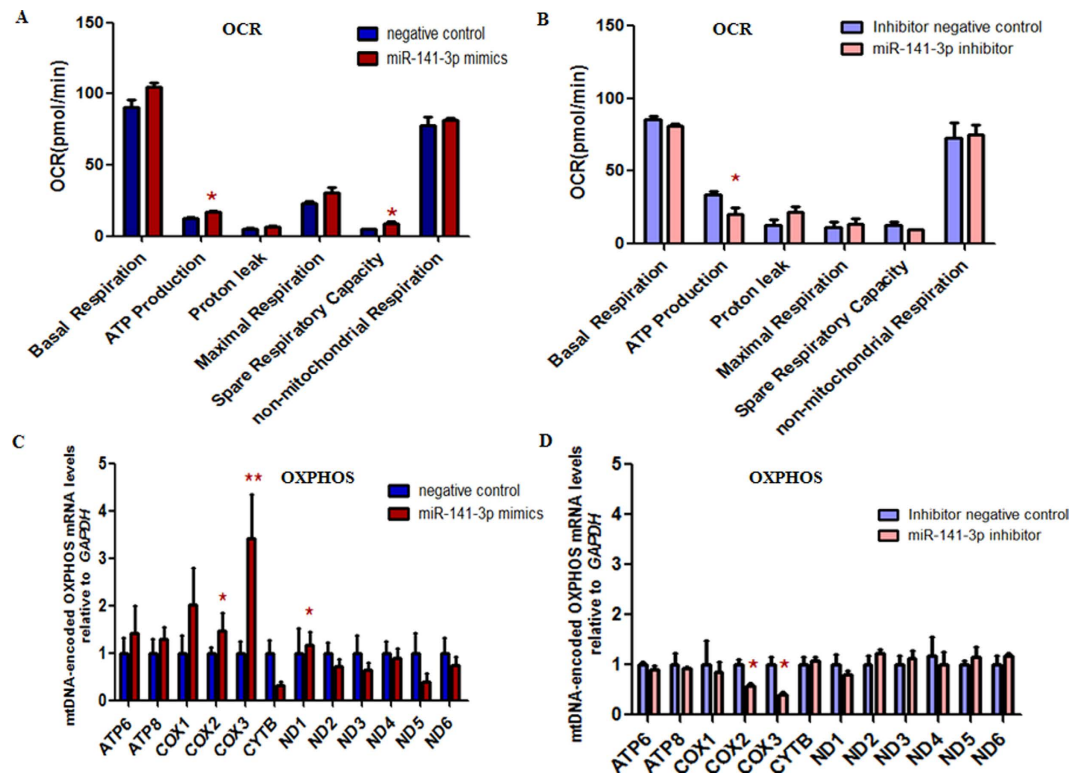 A
OCR
negative control
miR-141-3p mimics
OCR(pmol/min)
150
100
50
0
*
*
Basal Respiration
ATP Production
Proton leak
Maximal Respiration
Spare Respiratory Capacity
non-mitochondrial Respiration
B
OCR
Inhibitor negative control
miR-141-3p inhibitor
OCR(pmol/min)
150
100
50
0
*
Basal Respiration
ATP Production
Proton leak
Maximal Respiration
Spare Respiratory Capacity
non-mitochondrial Respiration
C
OXPHOS
negative control
miR-141-3p mimics
mtDNA-encoded OXPHOS mRNA levels
relative to GAPDH
5
4
3
2
1
0
*
**
*
ATP6
ATP8
COX1
COX2
COX3
CYTB
ND1
ND2
ND3
ND4
ND5
ND6
D
OXPHOS
Inhibitor negative control
miR-141-3p inhibitor
mtDNA-encoded OXPHOS mRNA levels
relative to GAPDH
5
4
3
2
1
0
*
*
ATP6
ATP8
COX1
COX2
COX3
CYTB
ND1
ND2
ND3
ND4
ND5
ND6